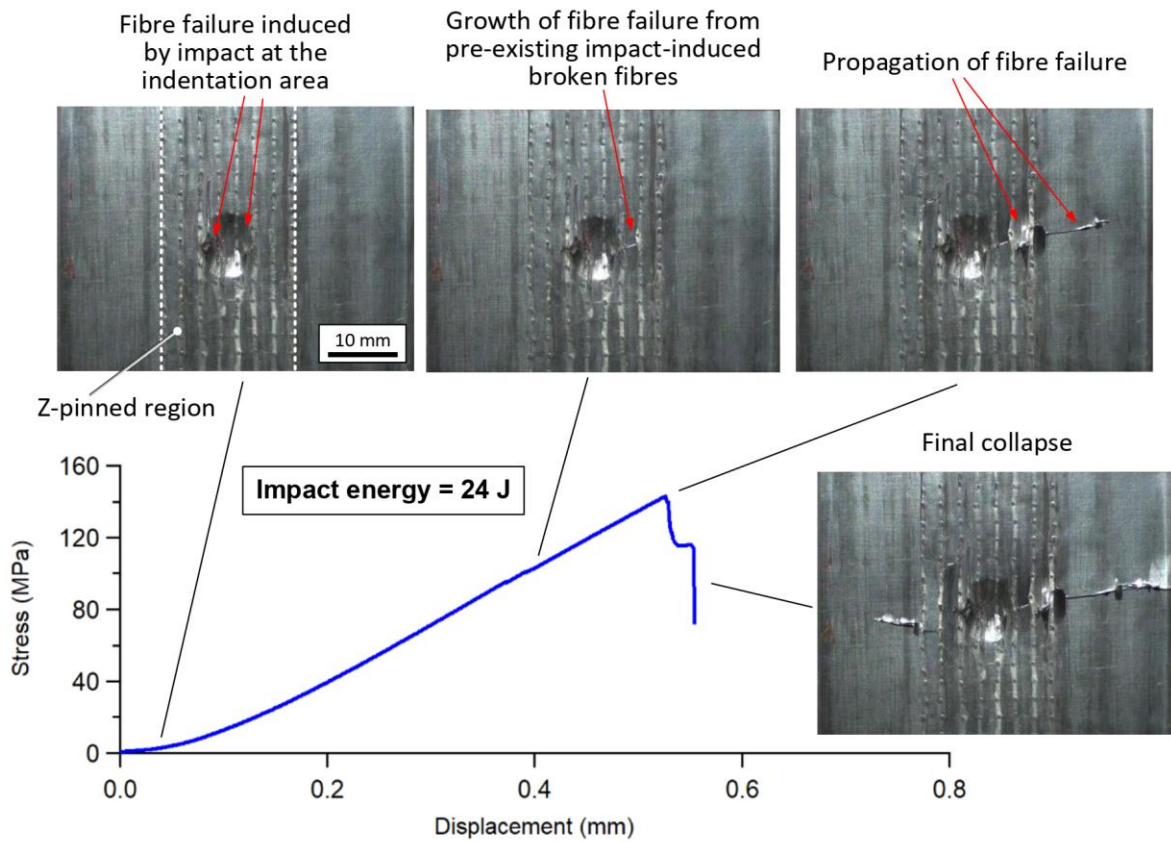 Fibre failure induced
by impact at the
indentation area
Growth of fibre failure from
pre-existing impact-induced
broken fibres
Propagation of fibre failure
10 mm
Z-pinned region
Final collapse
Impact energy = 24 J
160
120
80
40
0
Stress (MPa)
0.0
0.2
0.4
0.6
0.8
Displacement (mm)